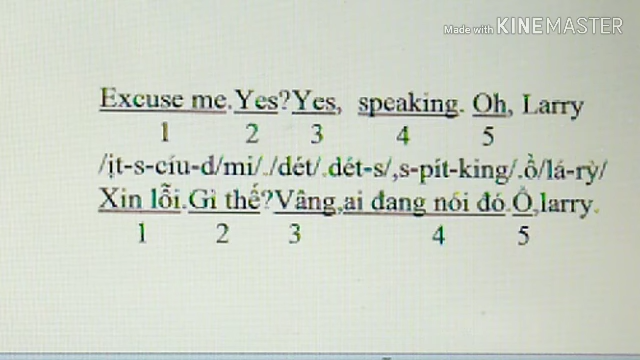 Made with KINEMASTER
Excuse me.Yes?Yes, speaking. Oh, Larry
1 2 3 4 5
/ịt-s-cíu-d/mi/./dét/.dét-s/,s-pít-king/.ồ/lá-rỳ/
Xin lỗi.Gì thế?Vâng,ai đang nói đó.Ô,larry.
1 2 3 4 5